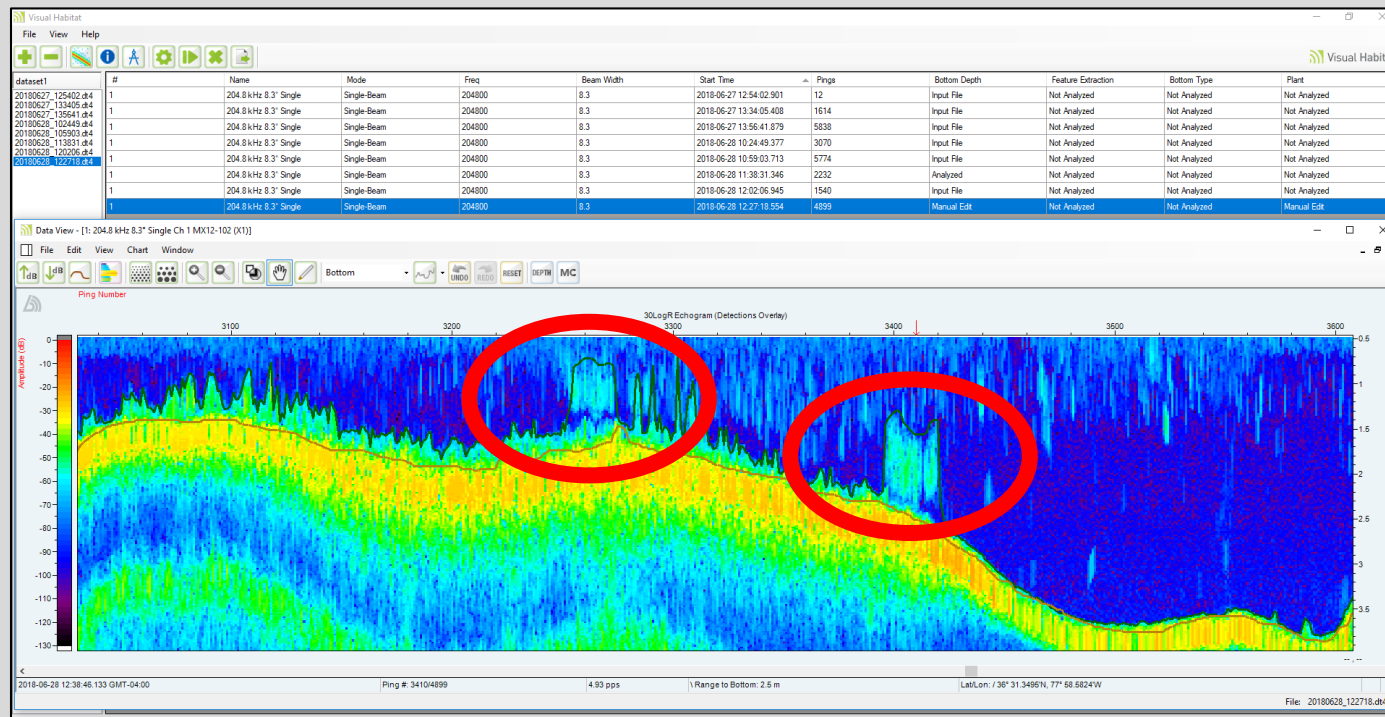 Visual Habitat
File View Help
Visual Habit
dataset1
20180627_125402.dt4
20180627_133405.dt4
20180627_135641.dt4
20180628_102449.dt4
20180628_105903.dt4
20180628_113831.dt4
20180628_120206.dt4
20180628_122718.dt4
# Name Mode Freq Beam Width Start Time Pings Bottom Depth Feature Extraction Bottom Type Plant
1 204.8 kHz 8.3° Single Single-Beam 204800 8.3 2018-06-27 12:54:02.901 12 Input File Not Analyzed Not Analyzed Not Analyzed
1 204.8 kHz 8.3° Single Single-Beam 204800 8.3 2018-06-27 13:34:05.408 1614 Input File Not Analyzed Not Analyzed Not Analyzed
1 204.8 kHz 8.3° Single Single-Beam 204800 8.3 2018-06-27 13:56:41.879 5838 Input File Not Analyzed Not Analyzed Not Analyzed
1 204.8 kHz 8.3° Single Single-Beam 204800 8.3 2018-06-28 10:24:49.377 3070 Input File Not Analyzed Not Analyzed Not Analyzed
1 204.8 kHz 8.3° Single Single-Beam 204800 8.3 2018-06-28 10:59:03.713 5774 Input File Not Analyzed Not Analyzed Not Analyzed
1 204.8 kHz 8.3° Single Single-Beam 204800 8.3 2018-06-28 11:38:31.346 2232 Analyzed Not Analyzed Not Analyzed Not Analyzed
1 204.8 kHz 8.3° Single Single-Beam 204800 8.3 2018-06-28 12:02:06.945 1540 Input File Not Analyzed Not Analyzed Not Analyzed
1 204.8 kHz 8.3° Single Single-Beam 204800 8.3 2018-06-28 12:27:18.554 4899 Manual Edit Not Analyzed Not Analyzed Manual Edit
Data View - [1: 204.8 kHz 8.3° Single Ch 1 MX12-102 (X1)]
File Edit View Chart Window
dB dB Bottom UNDO REDO RESET DEPTH MC
Ping Number
30LogR Echogram (Detections Overlay)
3100 3200 3300 3400 3500 3600
Amplitude (dB)
0
-10
-20
-30
-40
-50
-60
-70
-80
-90
-100
-110
-120
-130
0.5
1
1.5
2
2.5
3
3.5
-- , --
2018-06-28 12:38:46.133 GMT-04:00 Ping #: 3410/4899 4.93 pps \ Range to Bottom: 2.5 m Lat/Lon: / 36° 31.3495'N, 77° 58.5824'W
File: 20180628_122718.dt4